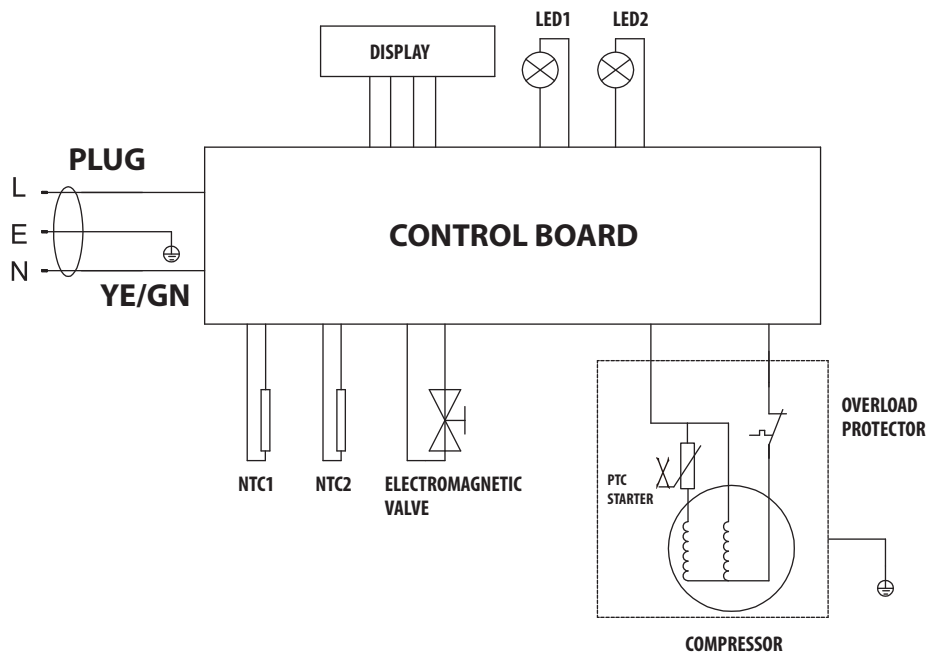 LED1
LED2
DISPLAY
PLUG
L
E
N
YE/GN
CONTROL BOARD
OVERLOAD
PROTECTOR
NTC1
NTC2
ELECTROMAGNETIC
VALVE
PTC
STARTER
COMPRESSOR